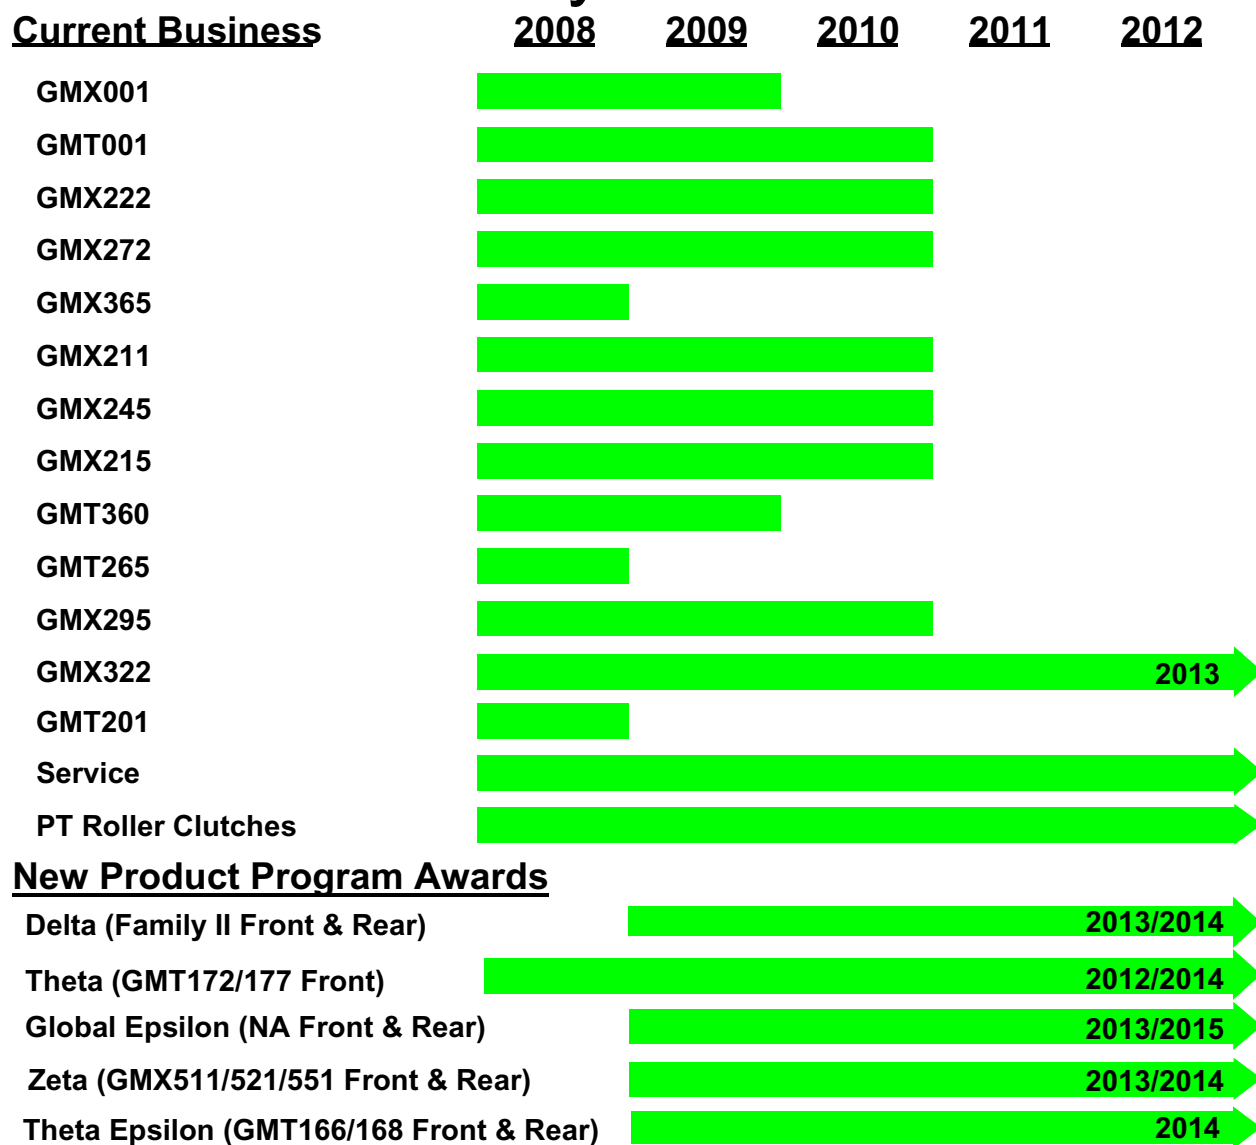 Current Business 2008 2009 2010 2011 2012
GMX001
GMT001
GMX222
GMX272
GMX365
GMX211
GMX245
GMX215
GMT360
GMT265
GMX295
GMX322 2013
GMT201
Service
PT Roller Clutches
New Product Program Awards
Delta (Family II Front & Rear) 2013/2014
Theta (GMT172/177 Front) 2012/2014
Global Epsilon (NA Front & Rear) 2013/2015
Zeta (GMX511/521/551 Front & Rear) 2013/2014
Theta Epsilon (GMT166/168 Front & Rear) 2014